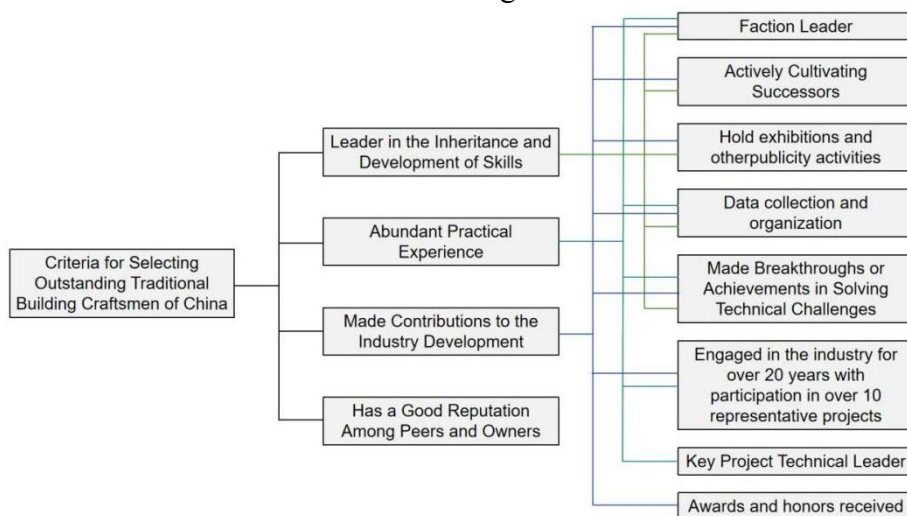 Criteria for Selecting
Outstanding Traditional
Building Craftsmen of China
Leader in the Inheritance and
Development of Skills
Abundant Practical
Experience
Made Contributions to the
Industry Development
Has a Good Reputation
Among Peers and Owners
Faction Leader
Actively Cultivating
Successors
Hold exhibitions and
otherpublicity activities
Data collection and
organization
Made Breakthroughs or
Achievements in Solving
Technical Challenges
Engaged in the industry for
over 20 years with
participation in over 10
representative projects
Key Project Technical Leader
Awards and honors received